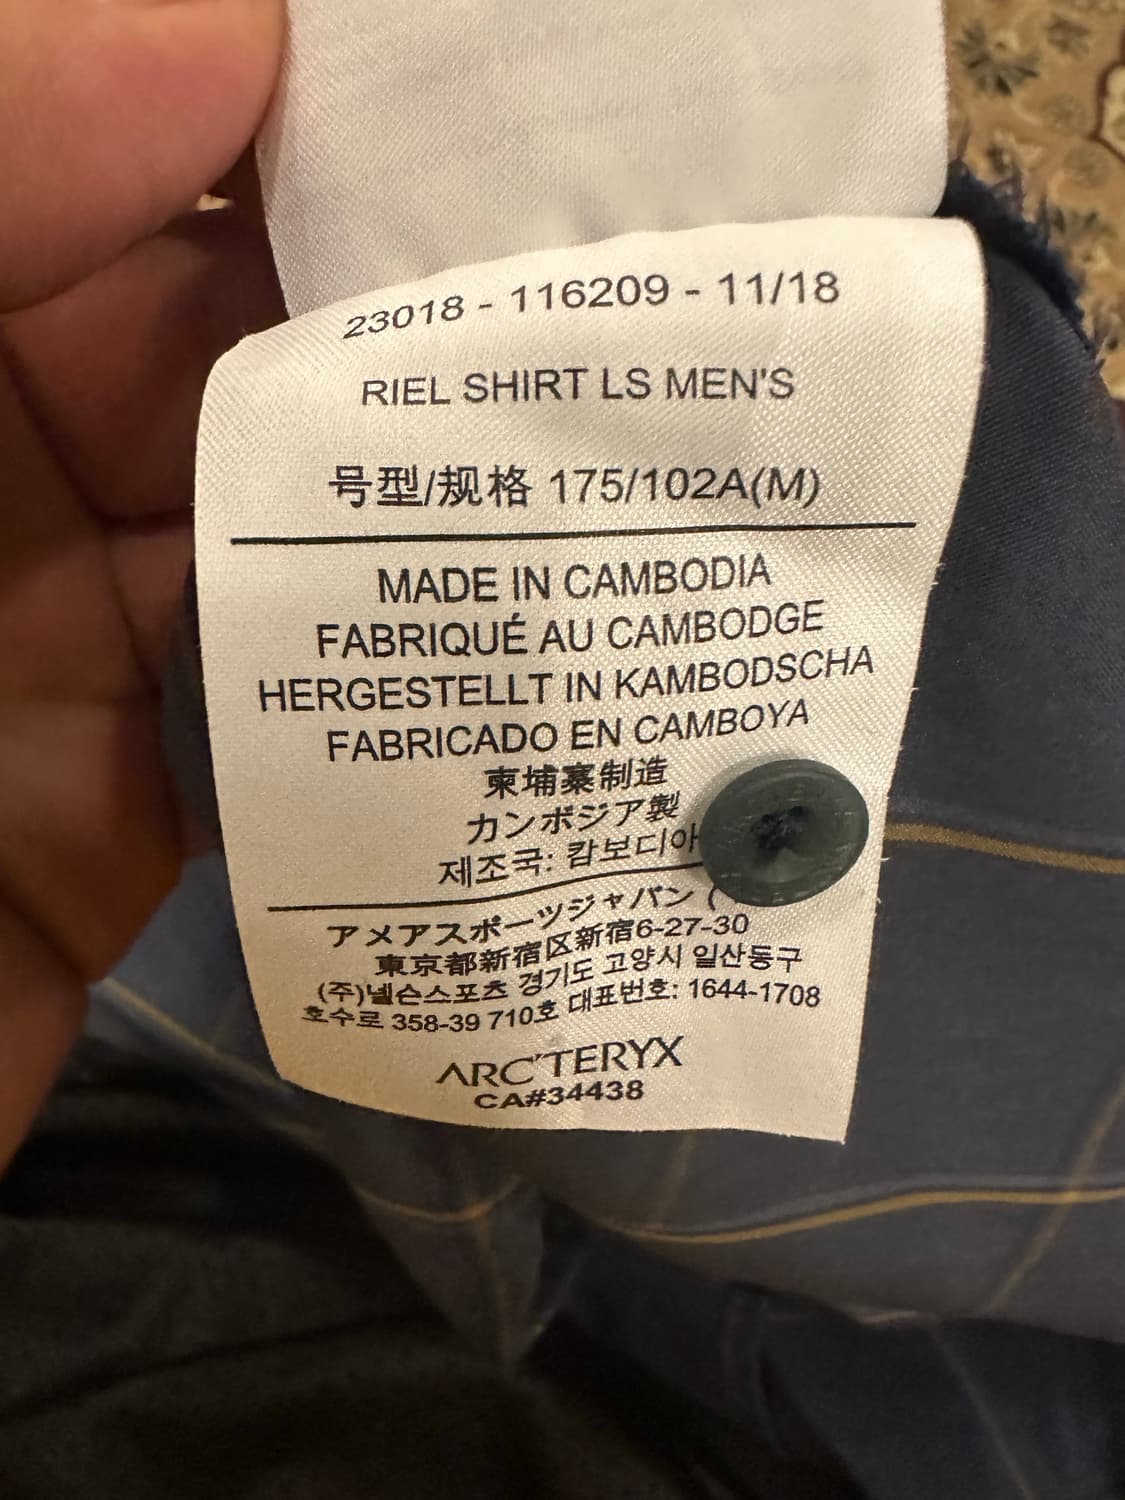 23018 - 116209 - 11/18
RIEL SHIRT LS MEN'S
号型/规格 175/102A(M)
MADE IN CAMBODIA
FABRIQUÉ AU CAMBODGE
HERGESTELLT IN KAMBODSCHA
FABRICADO EN CAMBOYA
柬埔寨制造
カンボジア製
제조국: 캄보디아
アメアスポーツジャパン (
東京都新宿区新宿6-27-30
(주)넬슨스포츠 경기도 고양시 일산동구
호수로 358-39 710호 대표번호: 1644-1708
ARC'TERYX
CA#34438